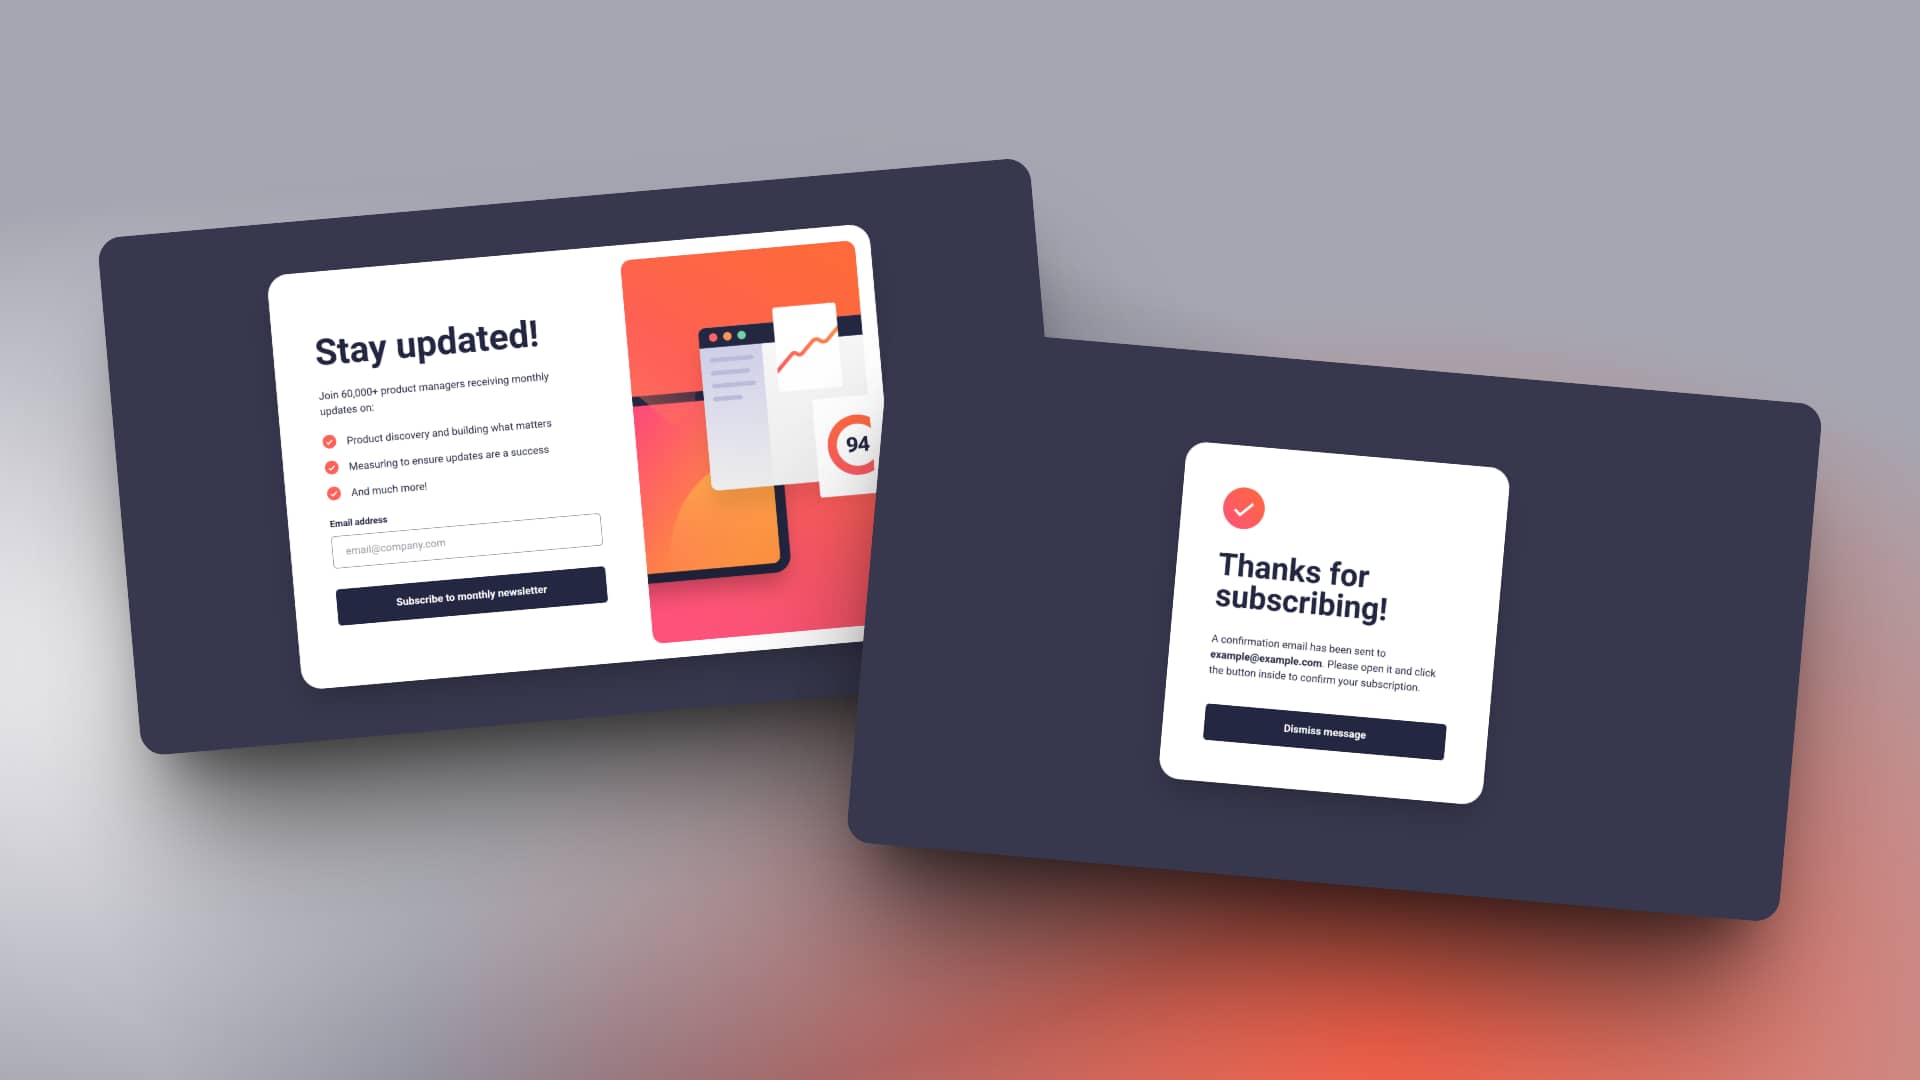 Stay updated!
Join 60,000+ product managers receiving monthly
updates on:
Product discovery and building what matters
Measuring to ensure updates are a success
And much more!
Email address
email@company.com
Subscribe to monthly newsletter
94
Thanks for
subscribing!
A confirmation email has been sent to
example@example.com. Please open it and click
the button inside to confirm your subscription.
Dismiss message